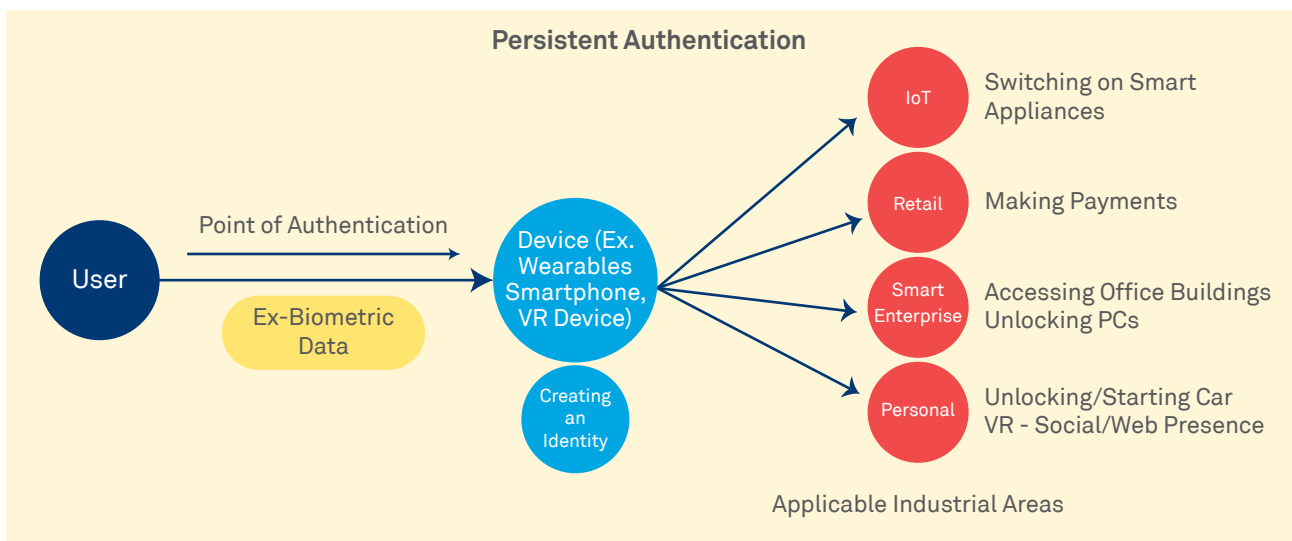 Persistent Authentication
User
Point of Authentication
Ex-Biometric
Data
Device (Ex.
Wearables
Smartphone,
VR Device)
Creating
an
Identity
IoT
Switching on Smart
Appliances
Retail
Making Payments
Smart
Enterprise
Accessing Office Buildings
Unlocking PCs
Personal
Unlocking/Starting Car
VR - Social/Web Presence
Applicable Industrial Areas